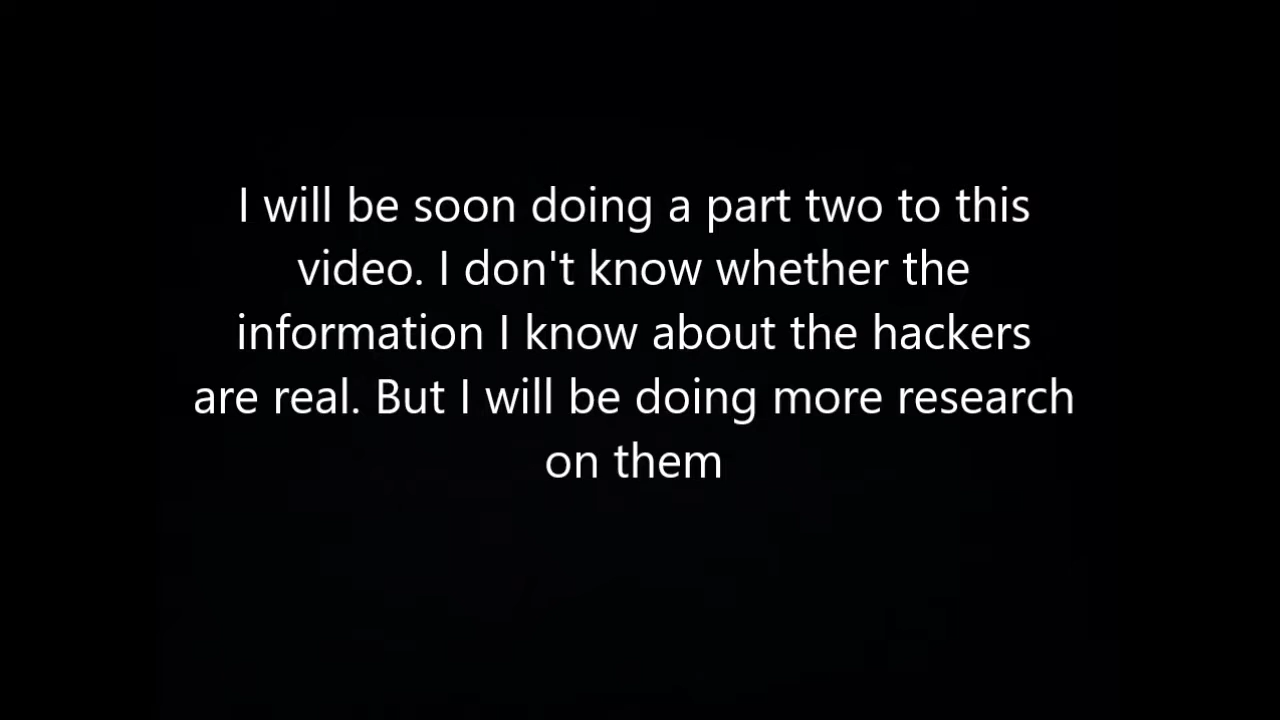 I will be soon doing a part two to this
video. I don't know whether the
information I know about the hackers
are real. But I will be doing more research
on them